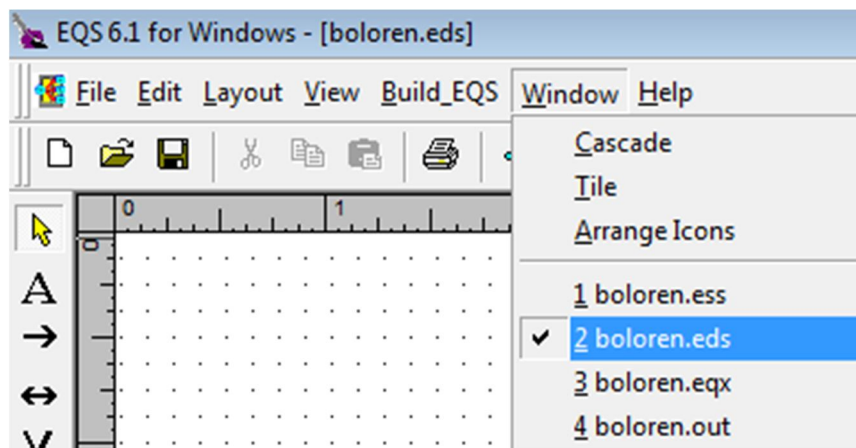 EQS 6.1 for Windows - [boloren.eds]
File Edit Layout View Build_EQS Window Help
Cascade
Tile
Arrange Icons
1 boloren.ess
2 boloren.eds
3 boloren.eqx
4 boloren.out
0 1
0
A